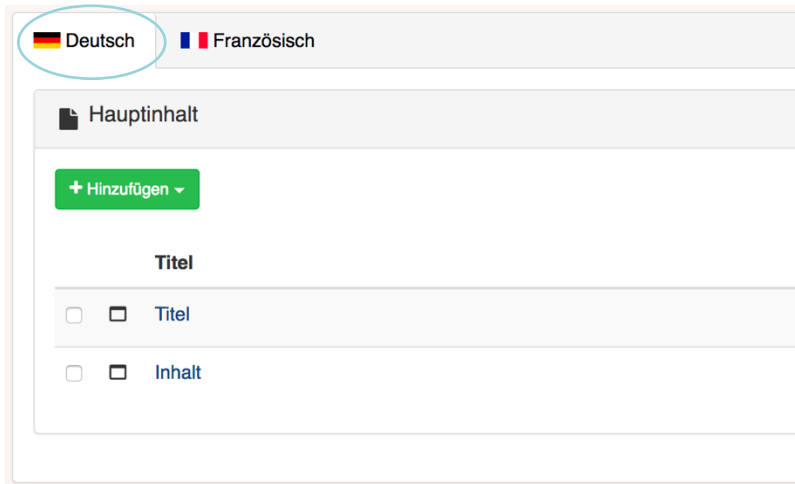 Deutsch Französisch
Hauptinhalt
+ Hinzufügen
Titel
Titel
Inhalt